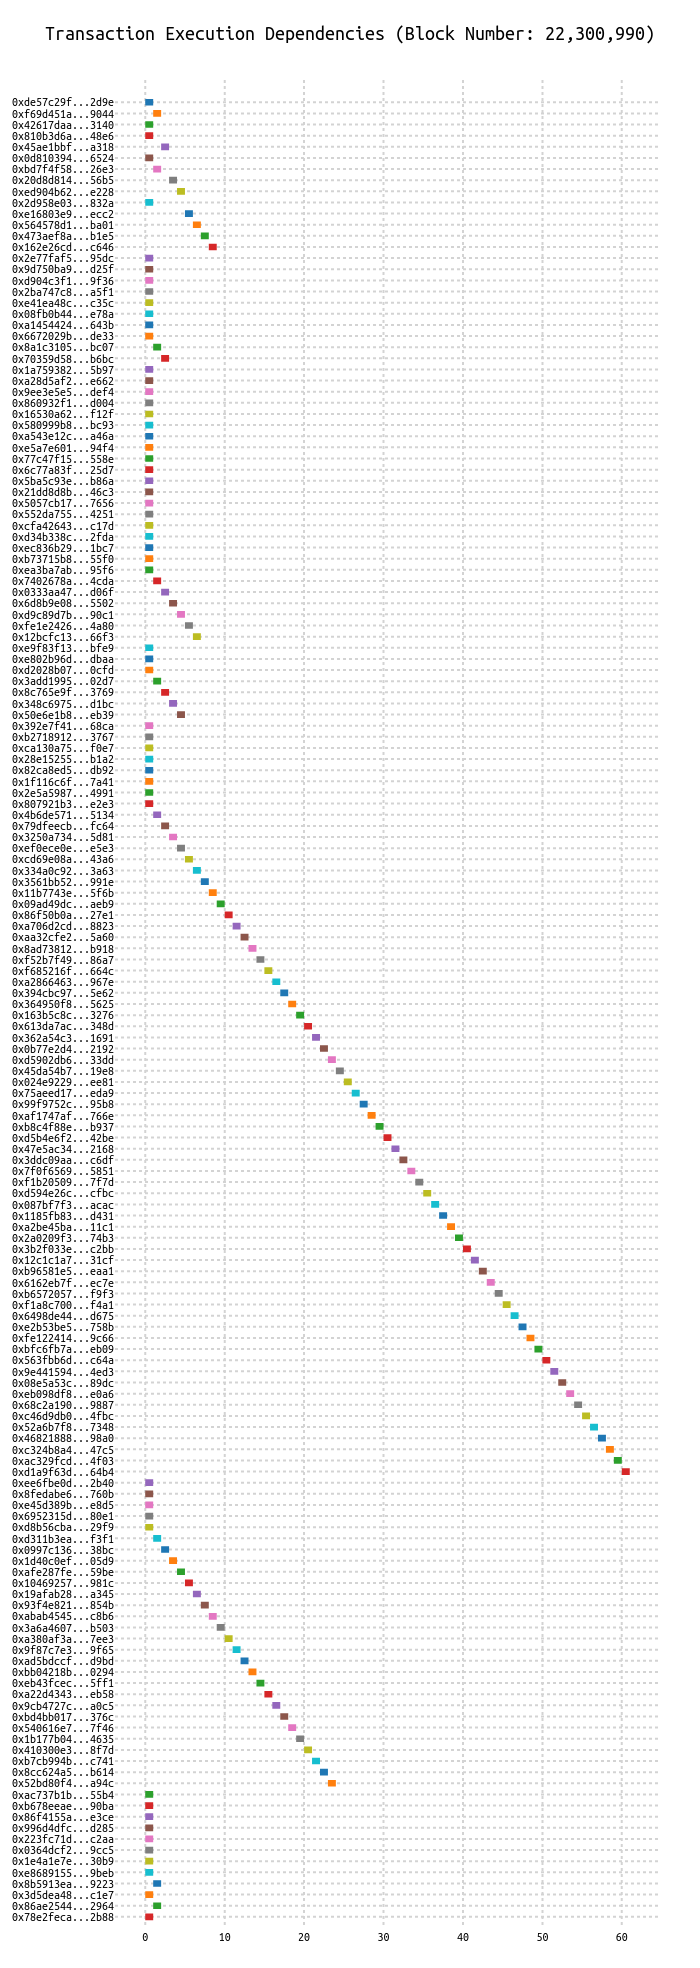 Transaction Execution Dependencies (Block Number: 22,300,990)
0xde57c29f...2d9e
0xf69d451a...9044
0x42617daa...3140
0x810b3d6a...48e6
0x45ae1bbf...a318
0x0d810394...6524
0xbd7f4f58...26e3
0x20d8d814...56b5
0xed904b62...e228
0x2d958e03...832a
0xe16803e9...ecc2
0x564578d1...ba01
0x473aef8a...b1e5
0x162e26cd...c646
0x2e77faf5...95dc
0x9d750ba9...d25f
0xd904c3f1...9f36
0x2ba747c8...a5f1
0xe41ea48c...c35c
0x08fb0b44...e78a
0xa1454424...643b
0x6672029b...de33
0x8a1c3105...bc07
0x70359d58...b6bc
0x1a759382...5b97
0xa28d5af2...e662
0x9ee3e5e5...def4
0x860932f1...d004
0x16530a62...f12f
0x580999b8...bc93
0xa543e12c...a46a
0xe5a7e601...94f4
0x77c47f15...558e
0x6c77a83f...25d7
0x5ba5c93e...b86a
0x21dd8d8b...46c3
0x5057cb17...7656
0x552da755...4251
0xcfa42643...c17d
0xd34b338c...2fda
0xec836b29...1bc7
0xb73715b8...55f0
0xea3ba7ab...95f6
0x7402678a...4cda
0x0333aa47...d06f
0x6d8b9e08...5502
0xd9c89d7b...90c1
0xfe1e2426...4a80
0x12bcfc13...66f3
0xe9f83f13...bfe9
0xe802b96d...dbaa
0xd2028b07...0cfd
0x3add1995...02d7
0x8c765e9f...3769
0x348c6975...d1bc
0x50e6e1b8...eb39
0x392e7f41...68ca
0xb2718912...3767
0xca130a75...f0e7
0x28e15255...b1a2
0x82ca8ed5...db92
0x1f116c6f...7a41
0x2e5a5987...4991
0x807921b3...e2e3
0x4b6de571...5134
0x79dfeecb...fc64
0x3250a734...5d81
0xef0ece0e...e5e3
0xcd69e08a...43a6
0x334a0c92...3a63
0x3561bb52...991e
0x11b7743e...5f6b
0x09ad49dc...aeb9
0x86f50b0a...27e1
0xa706d2cd...8823
0xaa32cfe2...5a60
0x8ad73812...b918
0xf52b7f49...86a7
0xf685216f...664c
0xa2866463...967e
0x394cbc97...5e62
0x364950f8...5625
0x163b5c8c...3276
0x613da7ac...348d
0x362a54c3...1691
0x0b77e2d4...2192
0xd5902db6...33dd
0x45da54b7...19e8
0x024e9229...ee81
0x75aeed17...eda9
0x99f9752c...95b8
0xaf1747af...766e
0xb8c4f88e...b937
0xd5b4e6f2...42be
0x47e5ac34...2168
0x3ddc09aa...c6df
0x7f0f6569...5851
0xf1b20509...7f7d
0xd594e26c...cfbc
0x087bf7f3...acac
0x1185fb83...d431
0xa2be45ba...11c1
0x2a0209f3...74b3
0x3b2f033e...c2bb
0x12c1c1a7...31cf
0xb96581e5...eaa1
0x6162eb7f...ec7e
0xb6572057...f9f3
0xf1a8c700...f4a1
0x6498de44...d675
0xe2b53be5...758b
0xfe122414...9c66
0xbfc6fb7a...eb09
0x563fbb6d...c64a
0x9e441594...4ed3
0x08e5a53c...89dc
0xeb098df8...e0a6
0x68c2a190...9887
0xc46d9db0...4fbc
0x52a6b7f8...7348
0x46821888...98a0
0xc324b8a4...47c5
0xac329fcd...4f03
0xd1a9f63d...64b4
0xee6fbe0d...2b40
0x8fedabe6...760b
0xe45d389b...e8d5
0x6952315d...80e1
0xd8b56cba...29f9
0xd311b3ea...f3f1
0x0997c136...38bc
0x1d40c0ef...05d9
0xafe287fe...59be
0x10469257...981c
0x19afab28...a345
0x93f4e821...854b
0xabab4545...c8b6
0x3a6a4607...b503
0xa380af3a...7ee3
0x9f87c7e3...9f65
0xad5bdccf...d9bd
0xbb04218b...0294
0xeb43fcec...5ff1
0xa22d4343...eb58
0x9cb4727c...a0c5
0xbd4bb017...376c
0x540616e7...7f46
0x1b177b04...4635
0x410300e3...8f7d
0xb7cb994b...c741
0x8cc624a5...b614
0x52bd80f4...a94c
0xac737b1b...55b4
0xb678eeae...90ba
0x86f4155a...e3ce
0x996d4dfc...d285
0x223fc71d...c2aa
0x0364dcf2...9cc5
0x1e4a1e7e...30b9
0xe8689155...9beb
0x8b5913ea...9223
0x3d5dea48...c1e7
0x86ae2544...2964
0x78e2feca...2b88
0 10 20 30 40 50 60